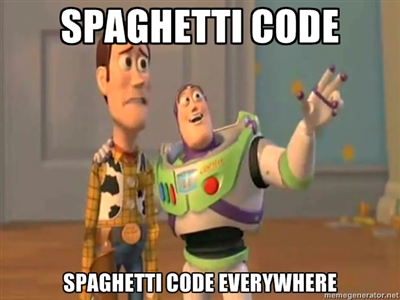 SPAGHETTI CODE
SPAGHETTI CODE EVERYWHERE
memegenerator.net